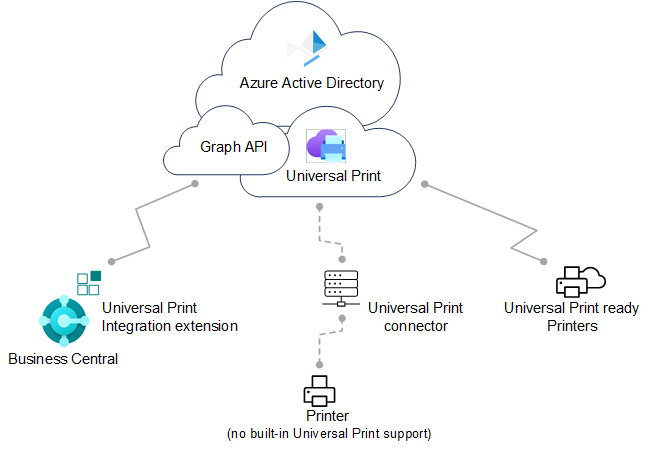 Azure Active Directory
Graph API
Universal Print
Universal Print
Integration extension
Business Central
Universal Print
connector
Universal Print ready
Printers
Printer
(no built-in Universal Print support)